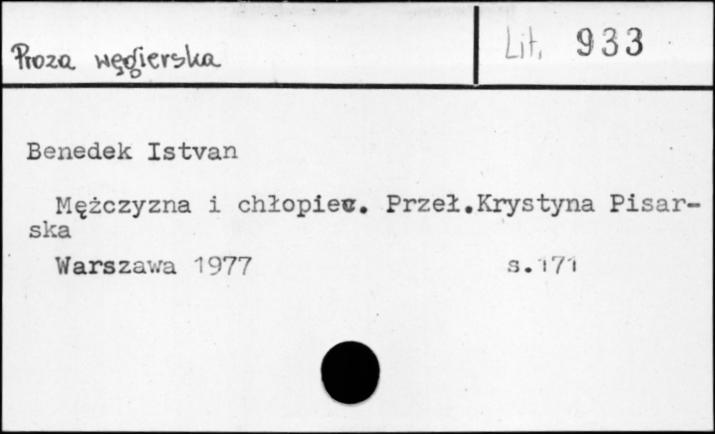 Proza węgierska
Lit. 933
Benedek Istvan
Mężczyzna i chłopiec. Przeł.Krystyna Pisar-
ska
Warszawa 1977 s.171